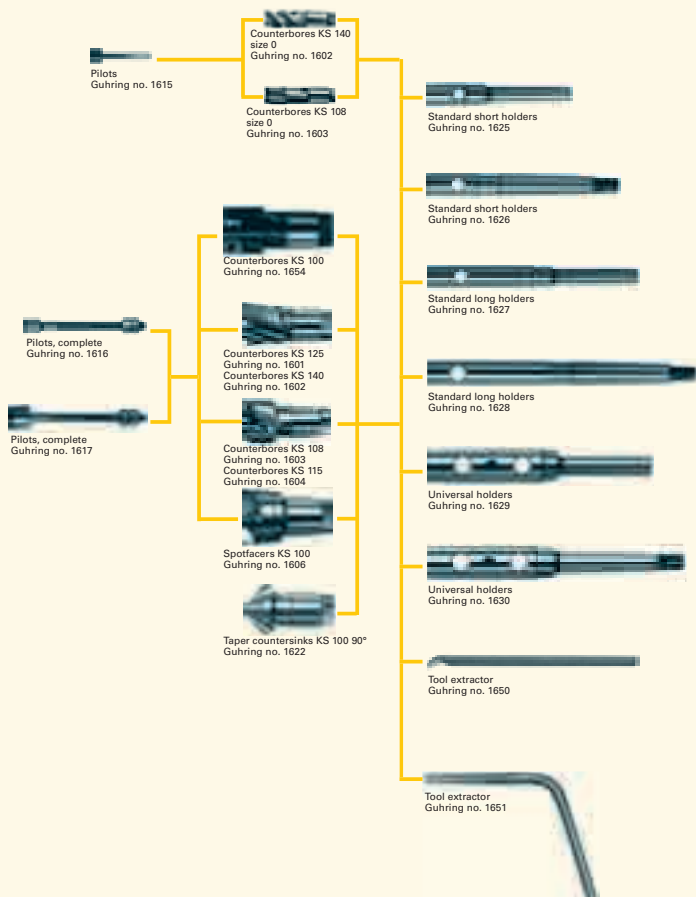 Counterbores KS 140
size 0
Guhring no. 1602
Pilots
Guhring no. 1615
Counterbores KS 108
size 0
Guhring no. 1603
Standard short holders
Guhring no. 1625
Standard short holders
Guhring no. 1626
Counterbores KS 100
Guhring no. 1654
Standard long holders
Guhring no. 1627
Pilots, complete
Guhring no. 1616
Counterbores KS 125
Guhring no. 1601
Counterbores KS 140
Guhring no. 1602
Standard long holders
Guhring no. 1628
Pilots, complete
Guhring no. 1617
Counterbores KS 108
Guhring no. 1603
Counterbores KS 115
Guhring no. 1604
Universal holders
Guhring no. 1629
Spotfacers KS 100
Guhring no. 1606
Universal holders
Guhring no. 1630
Taper countersinks KS 100 90°
Guhring no. 1622
Tool extractor
Guhring no. 1650
Tool extractor
Guhring no. 1651